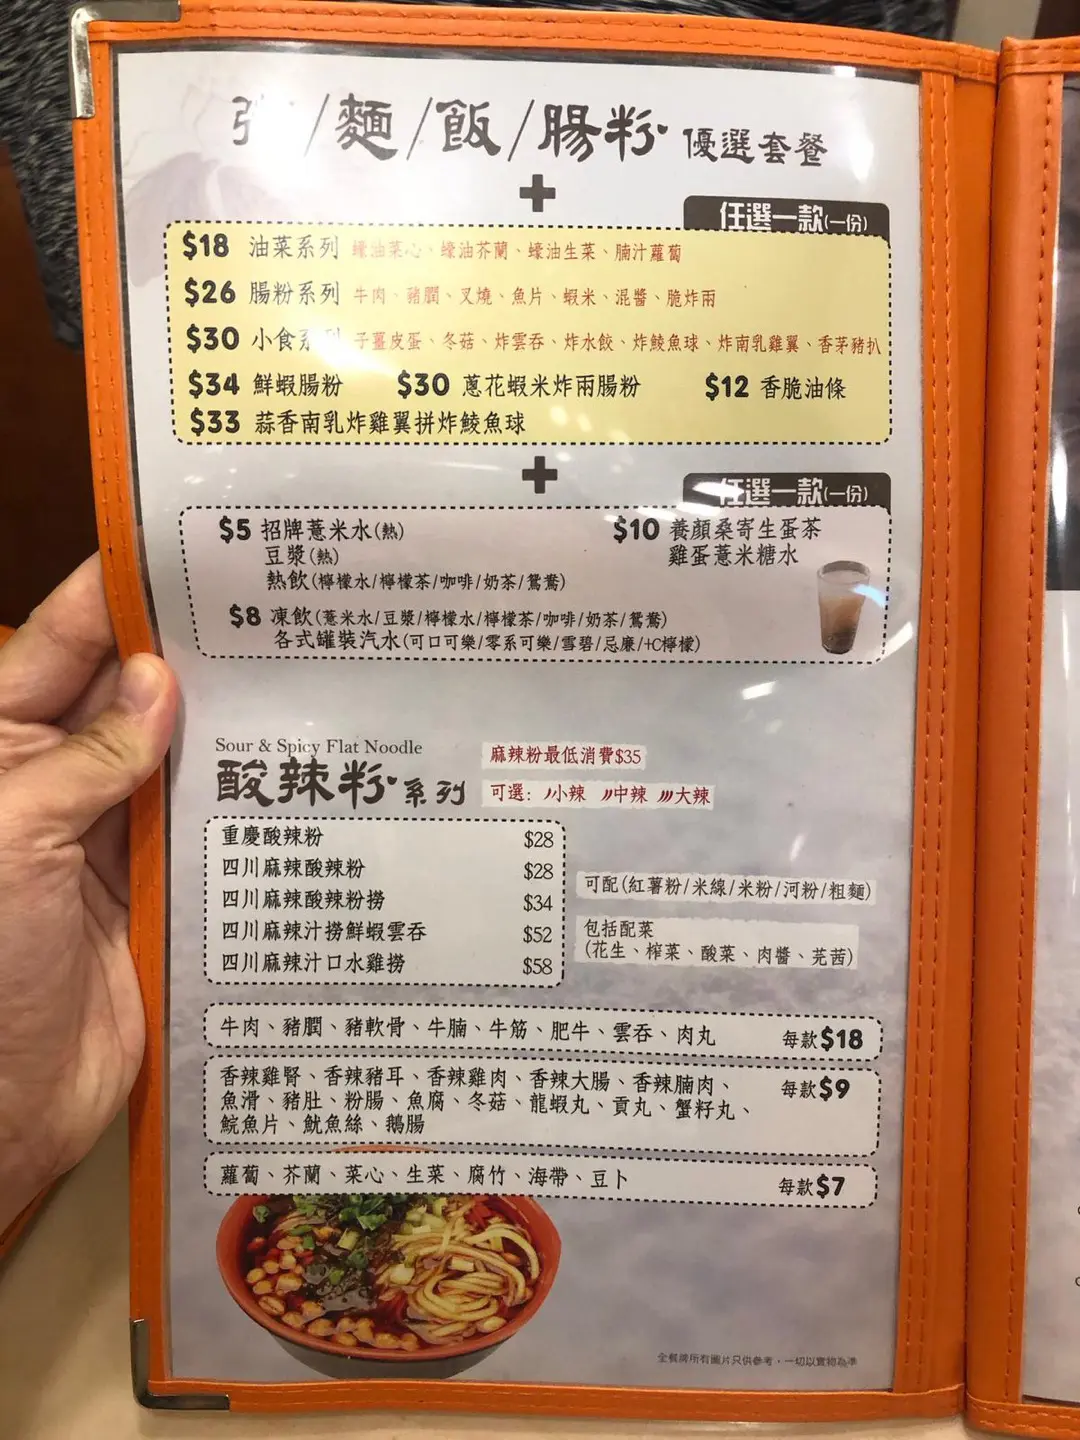 /麵/飯/腸粉 優選套餐
+
任選一款(一份)
$18 油菜系列 蠔油菜心、蠔油芥蘭、蠔油生菜、腩汁蘿蔔
$26 腸粉系列 牛肉、豬膶、叉燒、魚片、蝦米、混醬、脆炸兩
$30 小食系列 子薑皮蛋、冬菇、炸雲吞、炸水餃、炸鯪魚球、炸南乳雞翼、香茅豬扒
$34 鮮蝦腸粉 $30 蔥花蝦米炸兩腸粉 $12 香脆油條
$33 蒜香南乳炸雞翼拼炸鯪魚球
+
任選一款(一份)
$5 招牌薏米水(熱) $10 養顏桑寄生蛋茶
豆漿(熱) 雞蛋薏米糖水
熱飲(檸檬水/檸檬茶/咖啡/奶茶/鴛鴦)
$8 凍飲(薏米水/豆漿/檸檬水/檸檬茶/咖啡/奶茶/鴛鴦)
各式罐裝汽水(可口可樂/零系可樂/雪碧/忌廉/+C檸檬)
Sour & Spicy Flat Noodle
酸辣粉系列
麻辣粉最低消費$35
可選: 小辣 中辣 大辣
重慶酸辣粉 $28
四川麻辣酸辣粉 $28
四川麻辣酸辣粉撈 $34
四川麻辣汁撈鮮蝦雲吞 $52
四川麻辣汁口水雞撈 $58
可配(紅薯粉/米線/米粉/河粉/粗麵)
包括配菜
(花生、榨菜、酸菜、肉醬、芫茜)
牛肉、豬膶、豬軟骨、牛腩、牛筋、肥牛、雲吞、肉丸 每款$18
香辣雞腎、香辣豬耳、香辣雞肉、香辣大腸、香辣腩肉、 每款$9
魚滑、豬肚、粉腸、魚腐、冬菇、龍蝦丸、貢丸、蟹籽丸、
鯇魚片、魷魚絲、鵝腸
蘿蔔、芥蘭、菜心、生菜、腐竹、海帶、豆卜 每款$7
全餐牌所有圖片只供參考，一切以實物為準